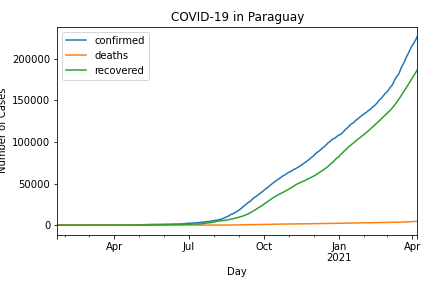 COVID-19 in Paraguay
confirmed
deaths
recovered
200000
150000
100000
50000
0
Number of Cases
Apr
Jul
Oct
Jan
2021
Apr
Day